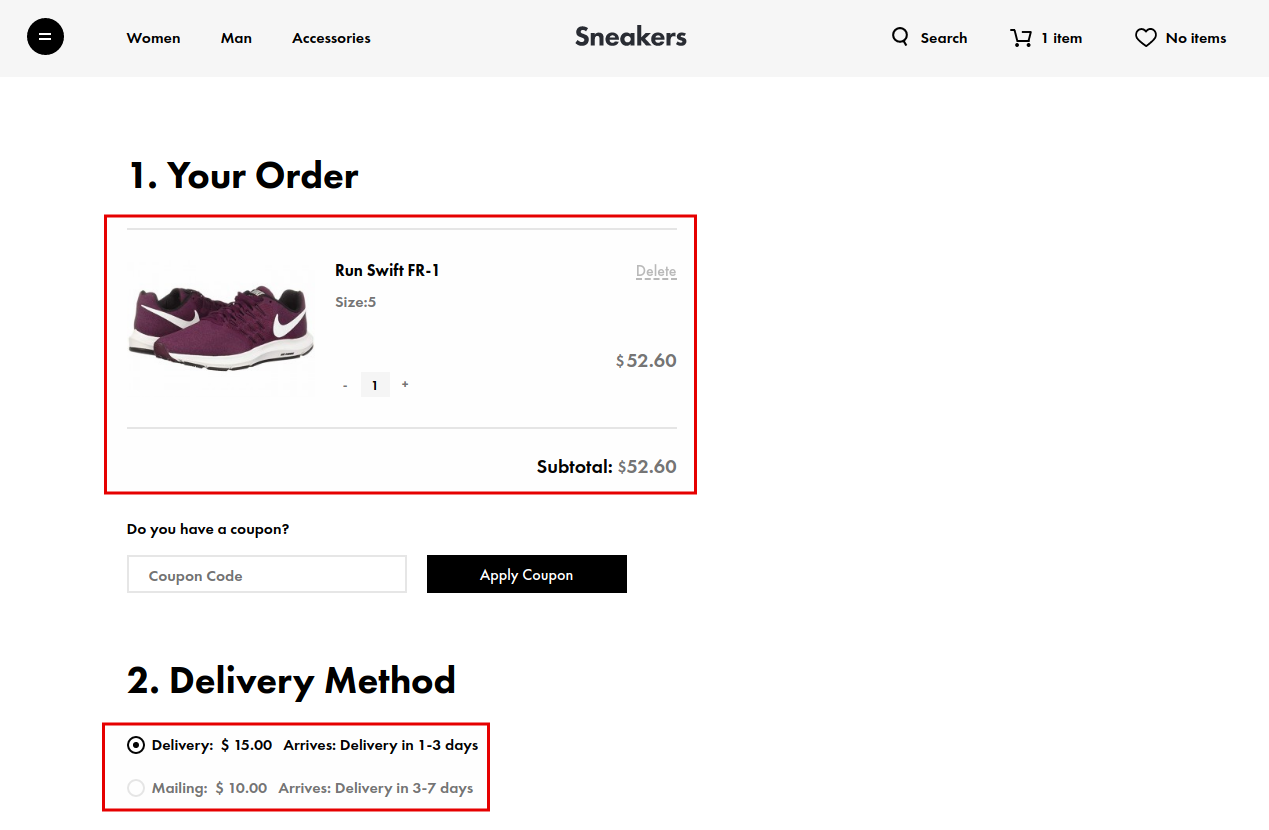 Women Man Accessories Sneakers Search 1 item No items
1. Your Order
Run Swift FR-1 Delete
Size:5
$52.60
- 1 +
Subtotal: $52.60
Do you have a coupon?
Coupon Code Apply Coupon
2. Delivery Method
Delivery: $ 15.00 Arrives: Delivery in 1-3 days
Mailing: $ 10.00 Arrives: Delivery in 3-7 days